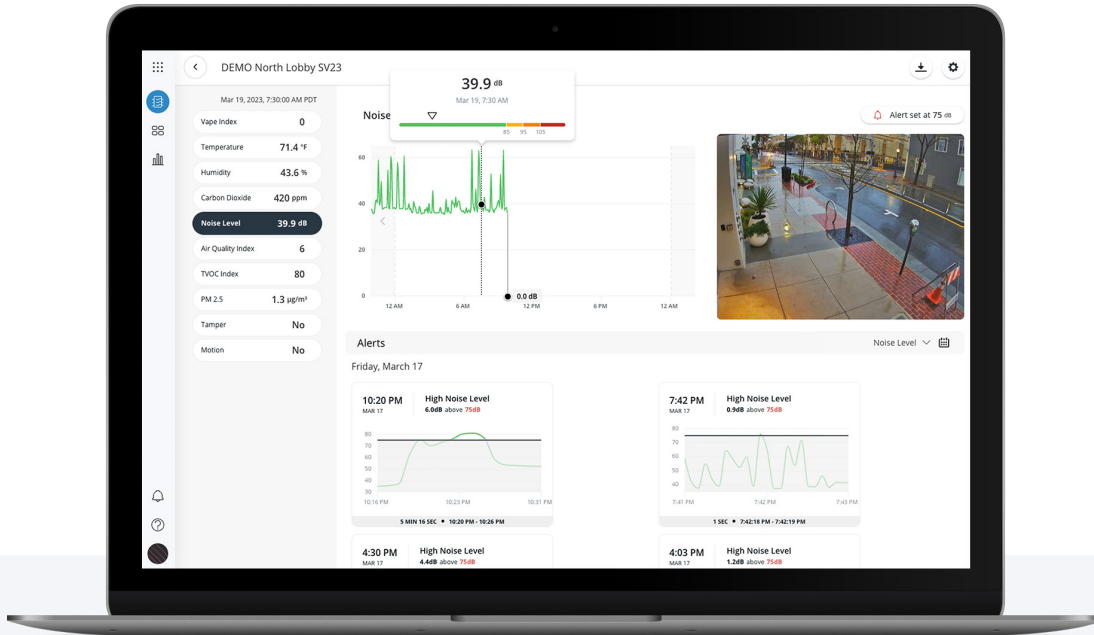 DEMO North Lobby SV23
Mar 19, 2023, 7:30:00 AM PDT
Vape Index 0
Temperature 71.4 °F
Humidity 43.6 %
Carbon Dioxide 420 ppm
Noise Level 39.9 dB
Air Quality Index 6
TVOC Index 80
PM 2.5 1.3 µg/m³
Tamper No
Motion No
39.9 dB
Mar 19, 7:30 AM
85 95 105
Noise
Alert set at 75 dB
60
40
20
0
0.0 dB
12 AM 6 AM 12 PM 6 PM 12 AM
Alerts
Noise Level
Friday, March 17
10:20 PM
MAR 17
High Noise Level
6.0dB above 75dB
80
70
60
50
40
30
10:16 PM 10:23 PM 10:31 PM
5 MIN 16 SEC • 10:20 PM - 10:26 PM
7:42 PM
MAR 17
High Noise Level
0.9dB above 75dB
80
70
60
50
40
7:41 PM 7:42 PM 7:43 PM
1 SEC • 7:42:18 PM - 7:42:19 PM
4:30 PM
MAR 17
High Noise Level
4.4dB above 75dB
4:03 PM
MAR 17
High Noise Level
1.2dB above 75dB